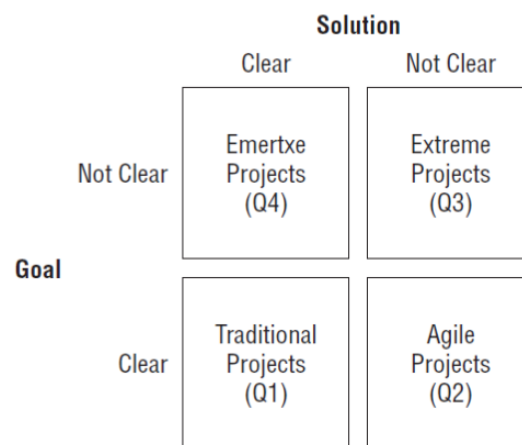 Solution
Clear
Not Clear
Not Clear
Emertxe
Projects
(Q4)
Extreme
Projects
(Q3)
Goal
Clear
Traditional
Projects
(Q1)
Agile
Projects
(Q2)